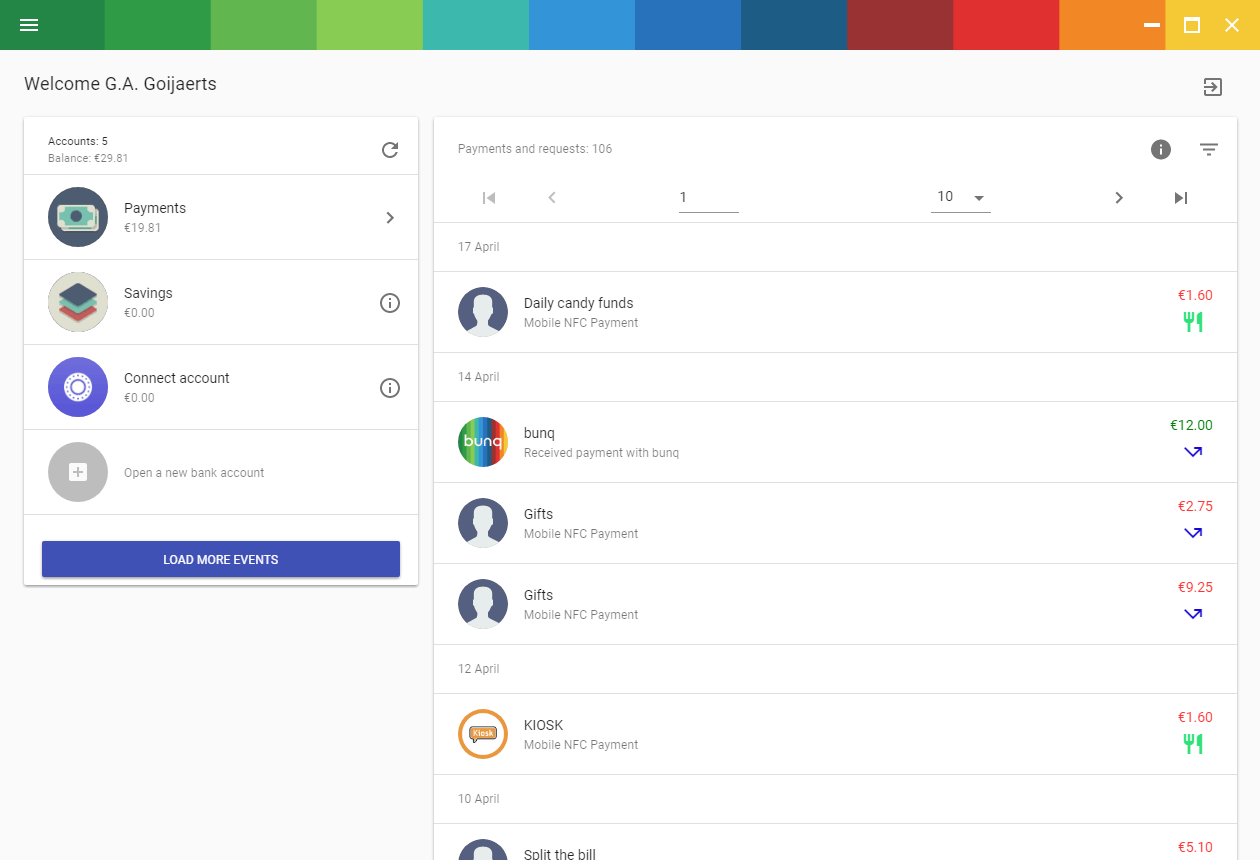 Welcome G.A. Goijaerts
Accounts: 5
Balance: €29.81
Payments
€19.81
Savings
€0.00
Connect account
€0.00
Open a new bank account
LOAD MORE EVENTS
Payments and requests: 106
1
10
17 April
Daily candy funds
Mobile NFC Payment
€1.60
14 April
bunq
bunq
Received payment with bunq
€12.00
Gifts
Mobile NFC Payment
€2.75
Gifts
Mobile NFC Payment
€9.25
12 April
Kiosk
KIOSK
Mobile NFC Payment
€1.60
10 April
Split the bill
€5.10